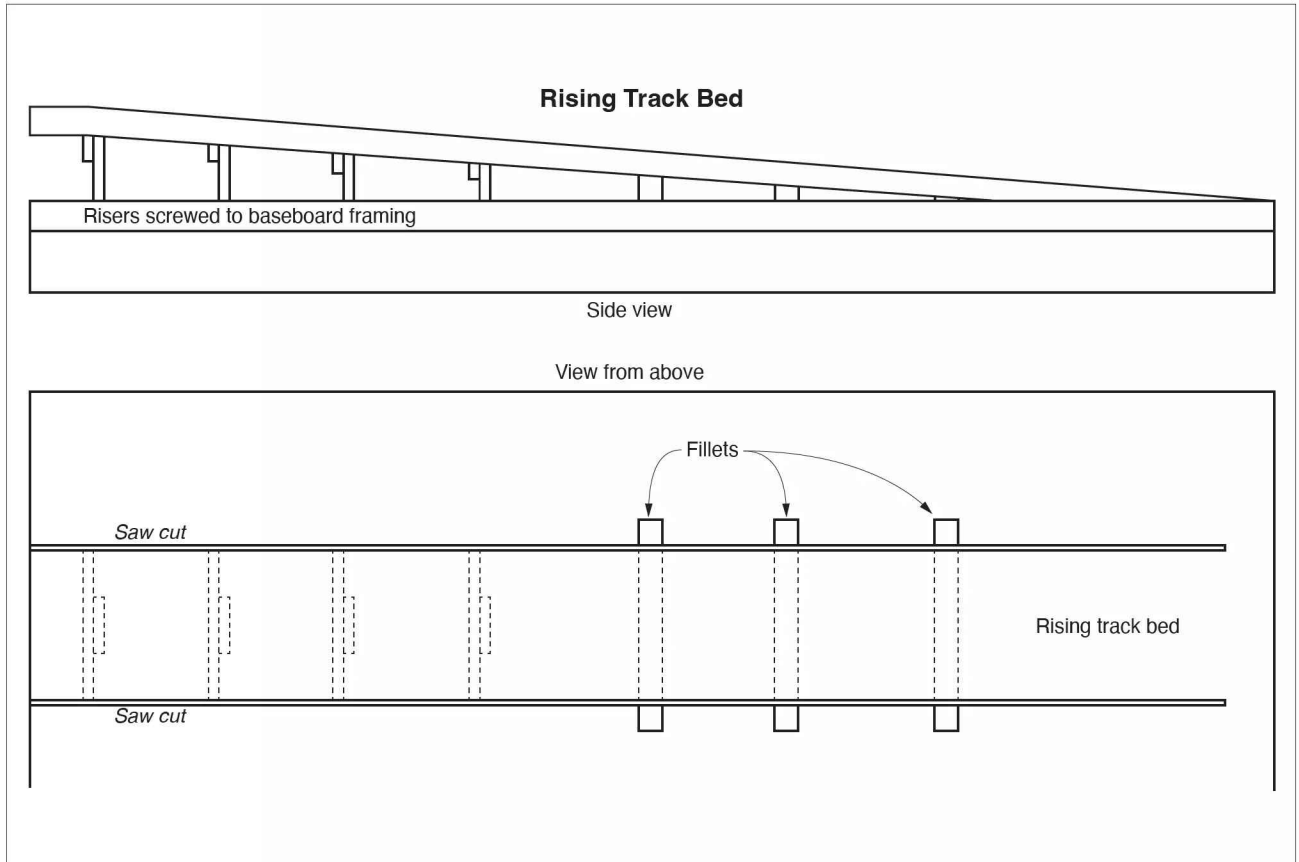 Rising Track Bed
Risers screwed to baseboard framing
Side view
View from above
Fillets
Saw cut
Rising track bed
Saw cut